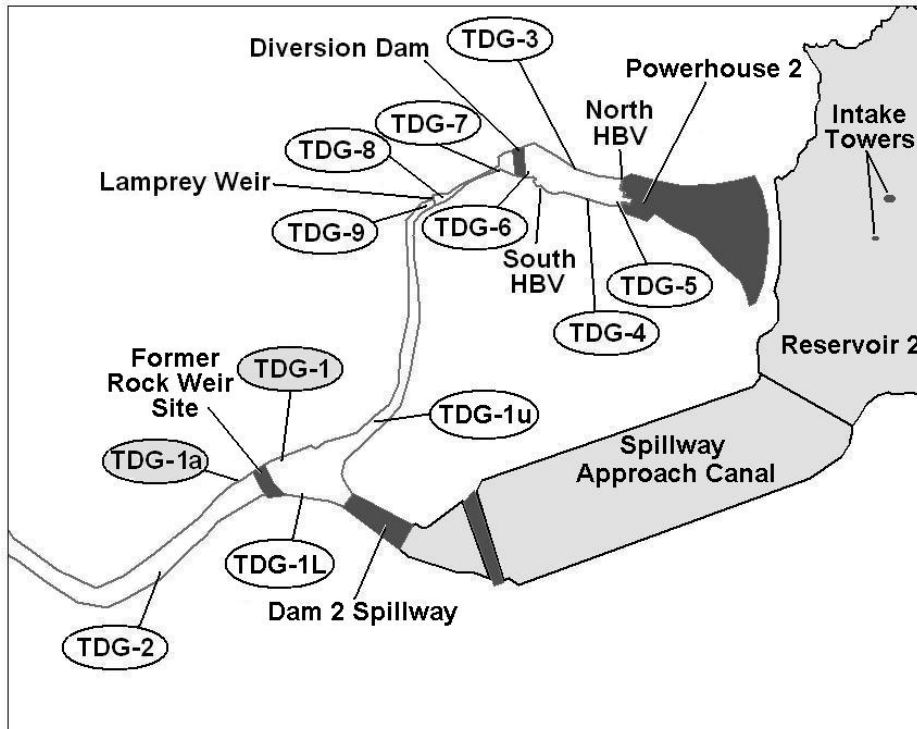 TDG-3
Diversion Dam
Powerhouse 2
TDG-7
North
HBV
Intake
Towers
TDG-8
Lamprey Weir
TDG-9
TDG-6
South
HBV
TDG-5
TDG-4
Reservoir 2
Former
Rock Weir
Site
TDG-1
TDG-1u
TDG-1a
Spillway
Approach Canal
TDG-1L
Dam 2 Spillway
TDG-2